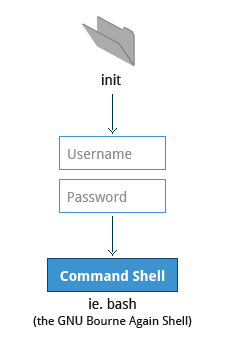 init
Username
Password
Command Shell
ie. bash
(the GNU Bourne Again Shell)